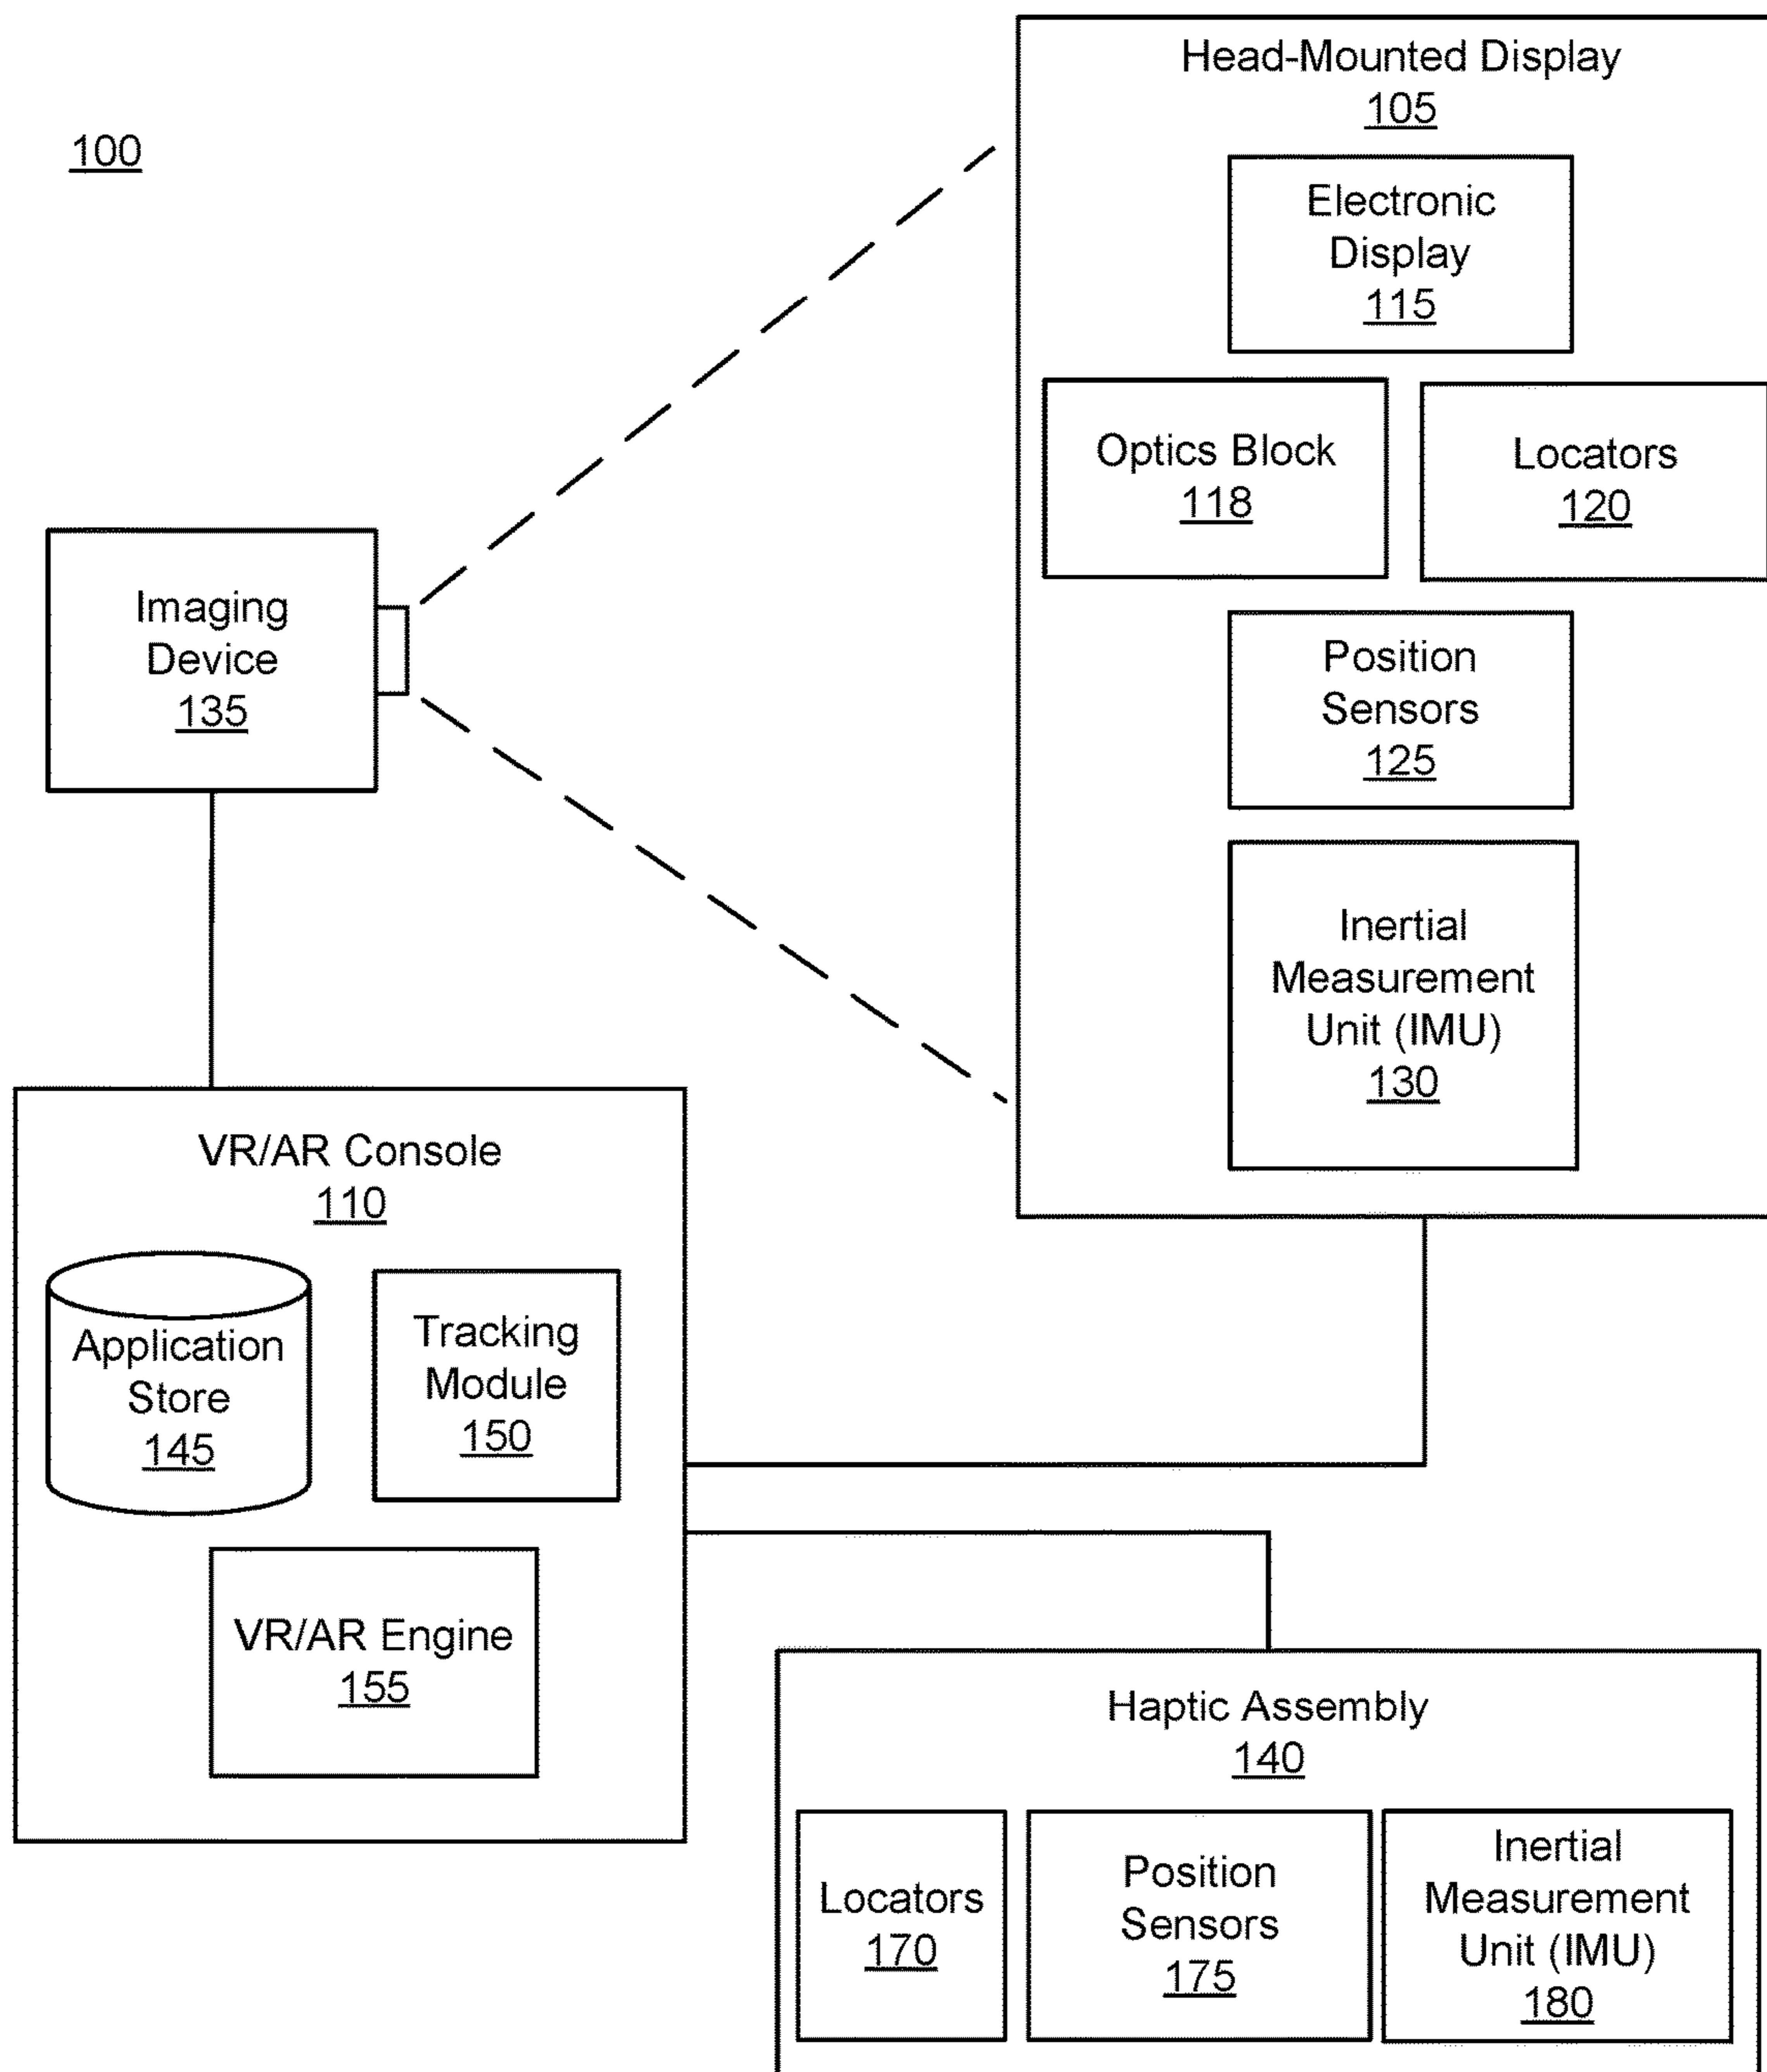 100
Head-Mounted Display
105
Electronic
Display
115
Optics Block
118
Locators
120
Position
Sensors
125
Inertial
Measurement
Unit (IMU)
130
Imaging
Device
135
VR/AR Console
110
Application
Store
145
Tracking
Module
150
VR/AR Engine
155
Haptic Assembly
140
Locators
170
Position
Sensors
175
Inertial
Measurement
Unit (IMU)
180